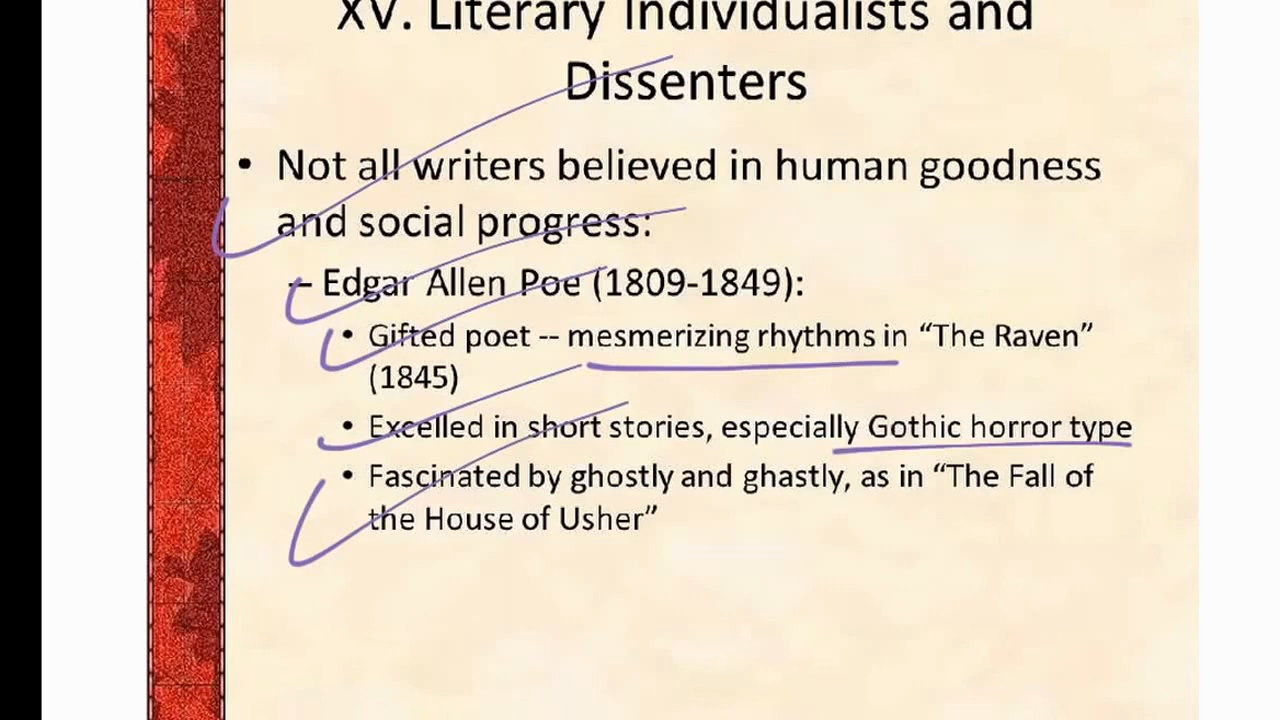 XV. Literary Individualists and
Dissenters
• Not all writers believed in human goodness
and social progress:
– Edgar Allen Poe (1809-1849):
• Gifted poet -- mesmerizing rhythms in “The Raven”
(1845)
• Excelled in short stories, especially Gothic horror type
• Fascinated by ghostly and ghastly, as in “The Fall of
the House of Usher”